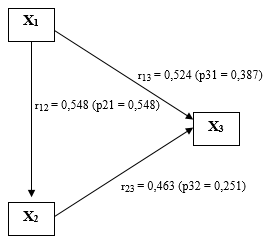 X₁
r₁₃ = 0,524 (p31 = 0,387)
r₁₂ = 0,548 (p21 = 0,548)
X₃
r₂₃ = 0,463 (p32 = 0,251)
X₂